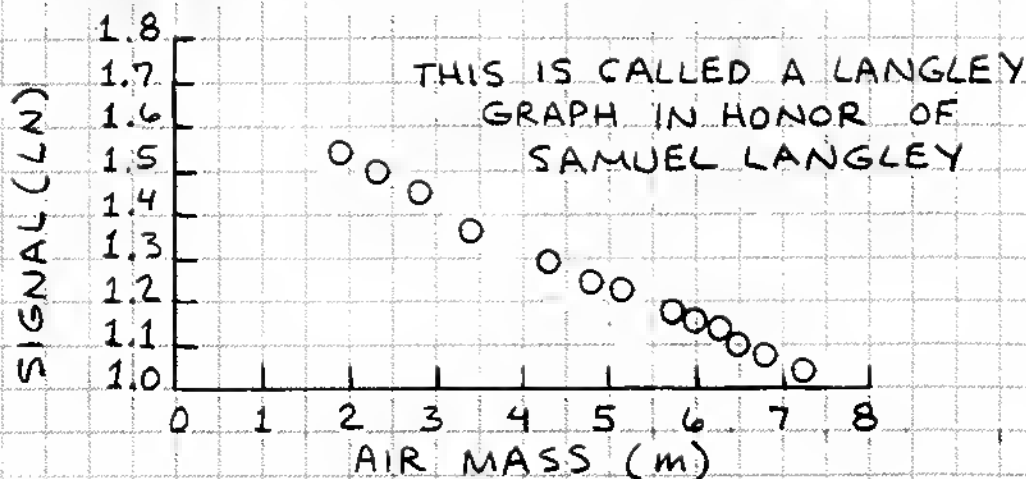 1.8
THIS IS CALLED A LANGLEY
1.7
GRAPH IN HONOR OF
1.6
SAMUEL LANGLEY
1.5
1.4
1.3
1.2
1.1
1.0
SIGNAL (LN)
0 1 2 3 4 5 6 7 8
AIR MASS (m)